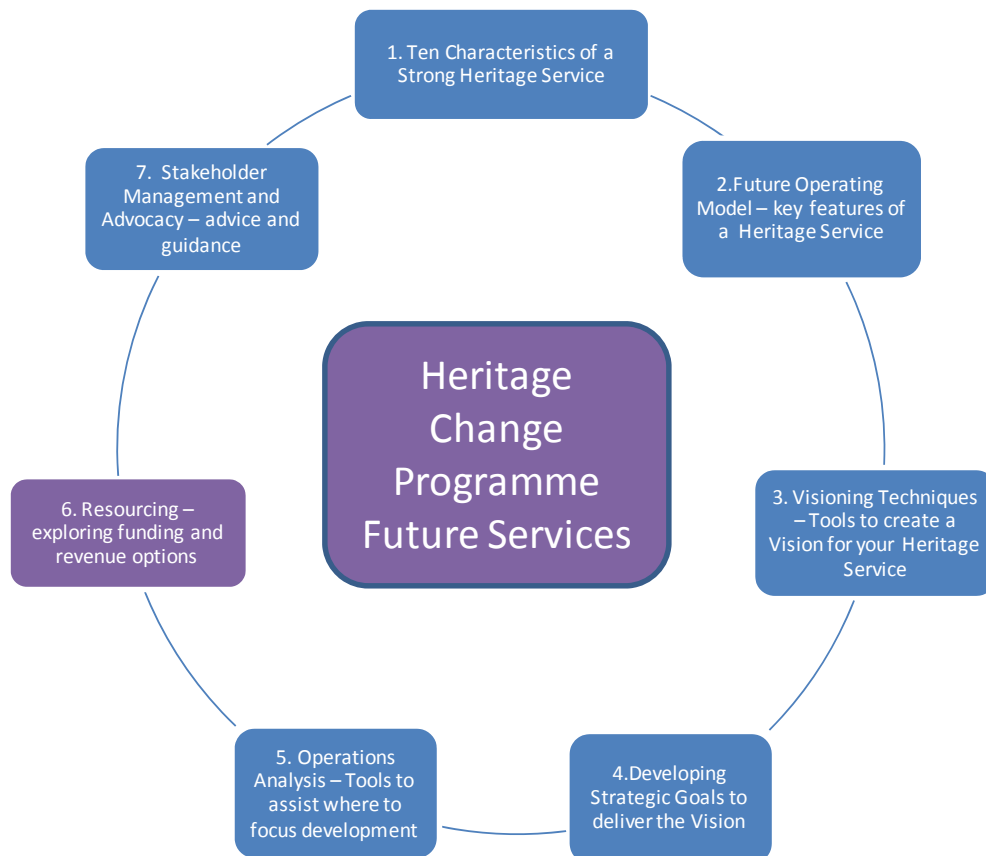 1. Ten Characteristics of a
Strong Heritage Service
2.Future Operating
Model – key features of
a Heritage Service
3. Visioning Techniques
– Tools to create a
Vision for your Heritage
Service
4.Developing
Strategic Goals to
deliver the Vision
5. Operations
Analysis – Tools to
assist where to
focus development
6. Resourcing –
exploring funding and
revenue options
7. Stakeholder
Management and
Advocacy – advice and
guidance
Heritage
Change
Programme
Future Services